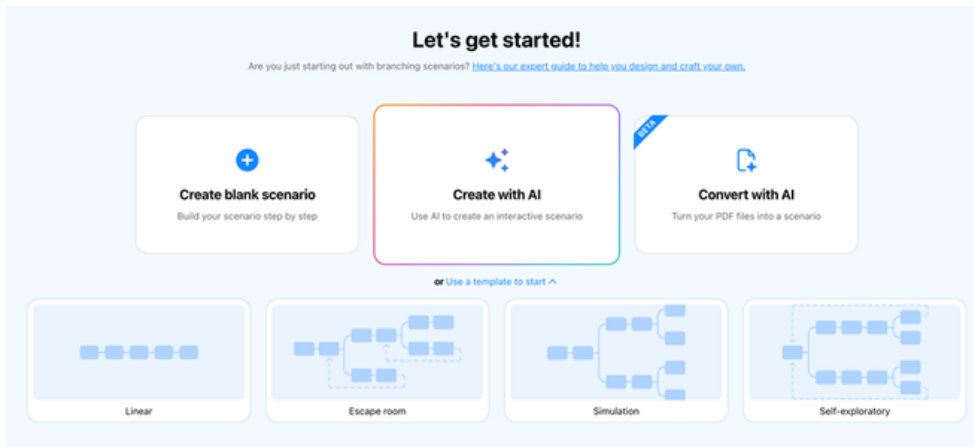 Let's get started!
Are you just starting out with branching scenarios? Here's our expert guide to help you design and craft your own.
BETA
Create blank scenario
Build your scenario step by step
Create with AI
Use AI to create an interactive scenario
Convert with AI
Turn your PDF files into a scenario
or Use a template to start
Linear
Escape room
Simulation
Self-exploratory